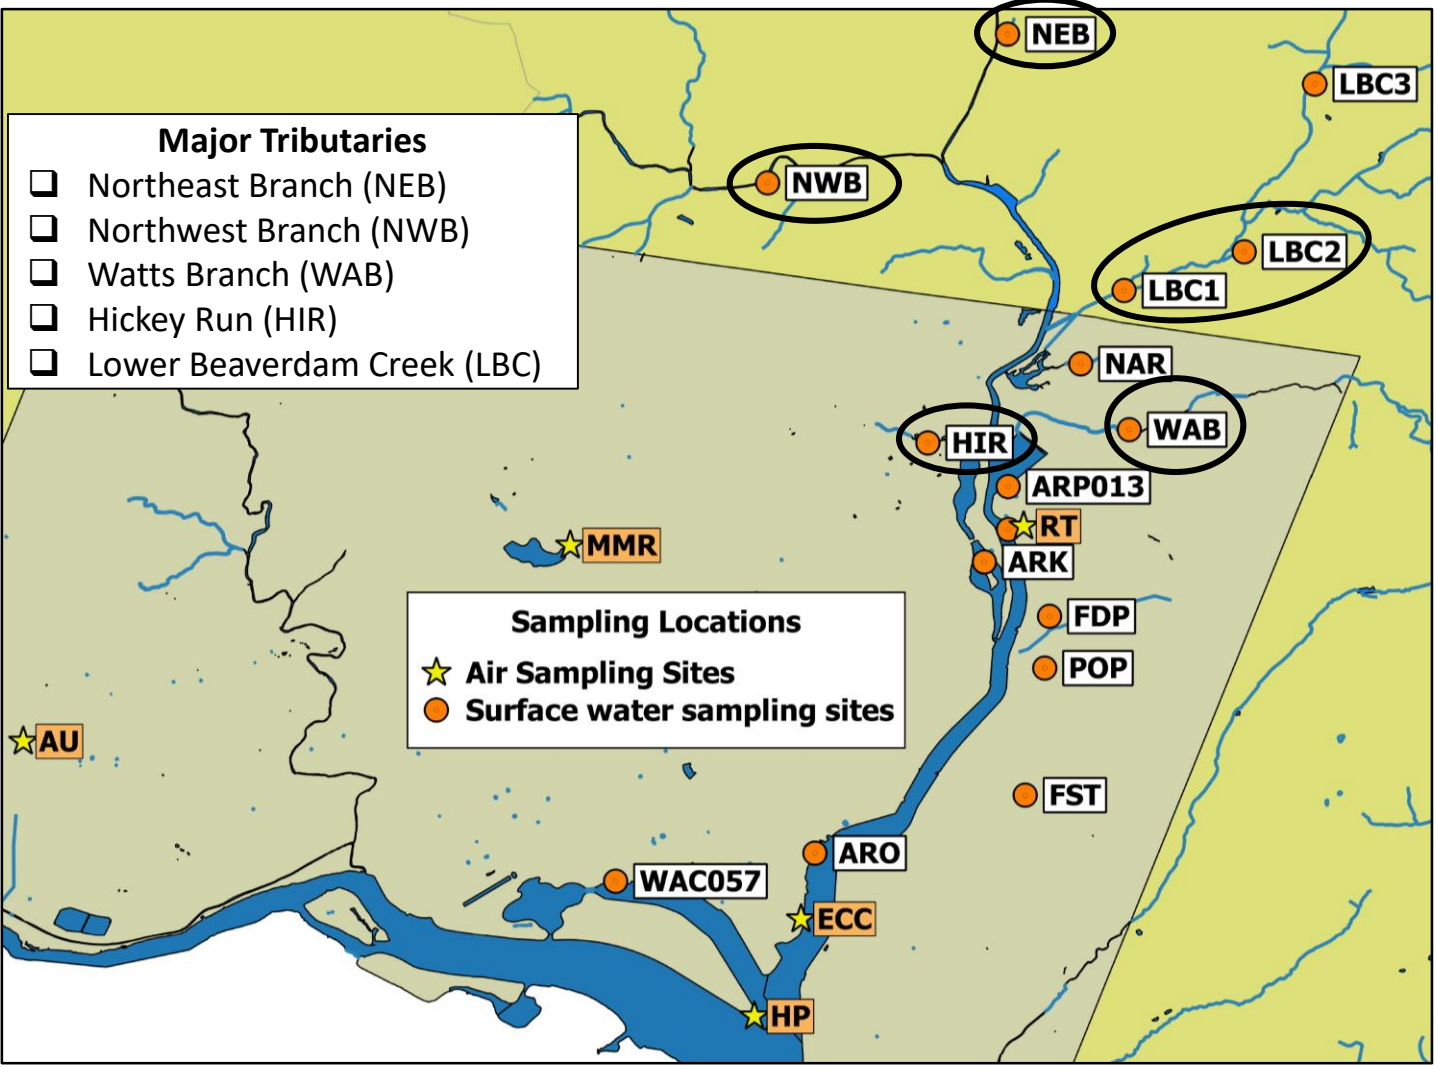 NEB
LBC3
Major Tributaries
❑ Northeast Branch (NEB)
❑ Northwest Branch (NWB)
❑ Watts Branch (WAB)
❑ Hickey Run (HIR)
❑ Lower Beaverdam Creek (LBC)
NWB
LBC2
LBC1
NAR
WAB
HIR
ARP013
RT
MMR
ARK
Sampling Locations
Air Sampling Sites
Surface water sampling sites
FDP
POP
AU
FST
ARO
WAC057
ECC
HP